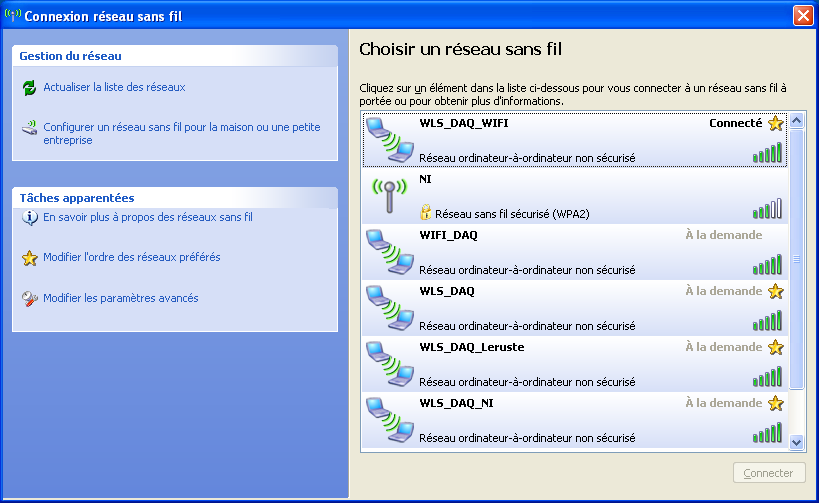 Connexion réseau sans fil
Gestion du réseau
Actualiser la liste des réseaux
Configurer un réseau sans fil pour la maison ou une petite
entreprise
Tâches apparentées
En savoir plus à propos des réseaux sans fil
Modifier l'ordre des réseaux préférés
Modifier les paramètres avancés
Choisir un réseau sans fil
Cliquez sur un élément dans la liste ci-dessous pour vous connecter à un réseau sans fil à
portée ou pour obtenir plus d'informations.
WLS_DAQ_WIFI Connecté
Réseau ordinateur-à-ordinateur non sécurisé
NI
Réseau sans fil sécurisé (WPA2)
WIFI_DAQ À la demande
Réseau ordinateur-à-ordinateur non sécurisé
WLS_DAQ À la demande
Réseau ordinateur-à-ordinateur non sécurisé
WLS_DAQ_Leruste À la demande
Réseau ordinateur-à-ordinateur non sécurisé
WLS_DAQ_NI À la demande
Réseau ordinateur-à-ordinateur non sécurisé
Connecter